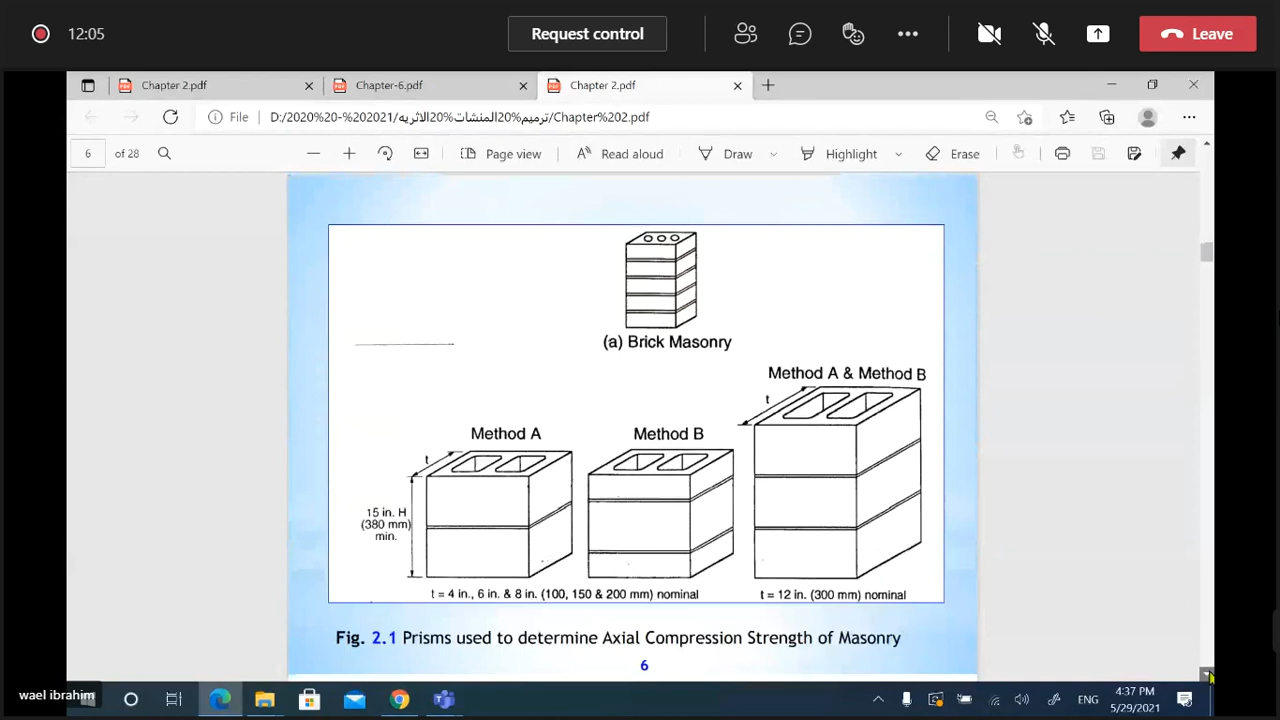 12:05
Request control
Leave
Chapter 2.pdf
Chapter-6.pdf
Chapter 2.pdf
File
D:/2020%20-%202021/ترميم%20المنشات%20الاثريه/Chapter%202.pdf
6 of 28
Page view
Read aloud
Draw
Highlight
Erase
(a) Brick Masonry
Method A & Method B
t
Method A
Method B
t
15 in. H
(380 mm)
min.
t = 4 in., 6 in. & 8 in. (100, 150 & 200 mm) nominal
t = 12 in. (300 mm) nominal
Fig. 2.1 Prisms used to determine Axial Compression Strength of Masonry
6
wael ibrahim
ENG
4:37 PM
5/29/2021